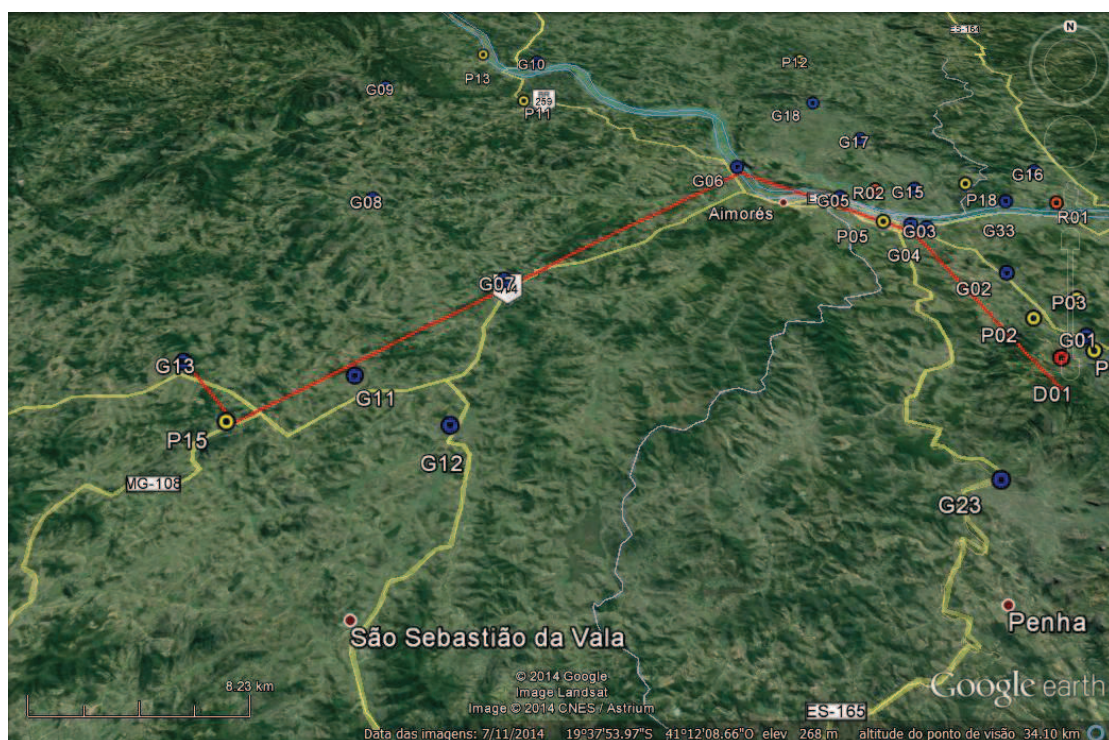 ES-164
N
P13
G10
P12
G09
259
P11
G18
G17
G06
G16
G08
G05
R02
G15
P18
Aimorés
R01
P05
G03
G33
G04
G07
G02
P03
P02
G01
G13
P
G11
D01
P15
G12
MG-108
G23
São Sebastião da Vala
Penha
8.23 km
© 2014 Google
Image Landsat
Image © 2014 CNES / Astrium
Google earth
ES-165
Data das imagens: 7/11/2014 19°37'53.97"S 41°12'08.66"O elev 268 m altitude do ponto de visão 34.10 km